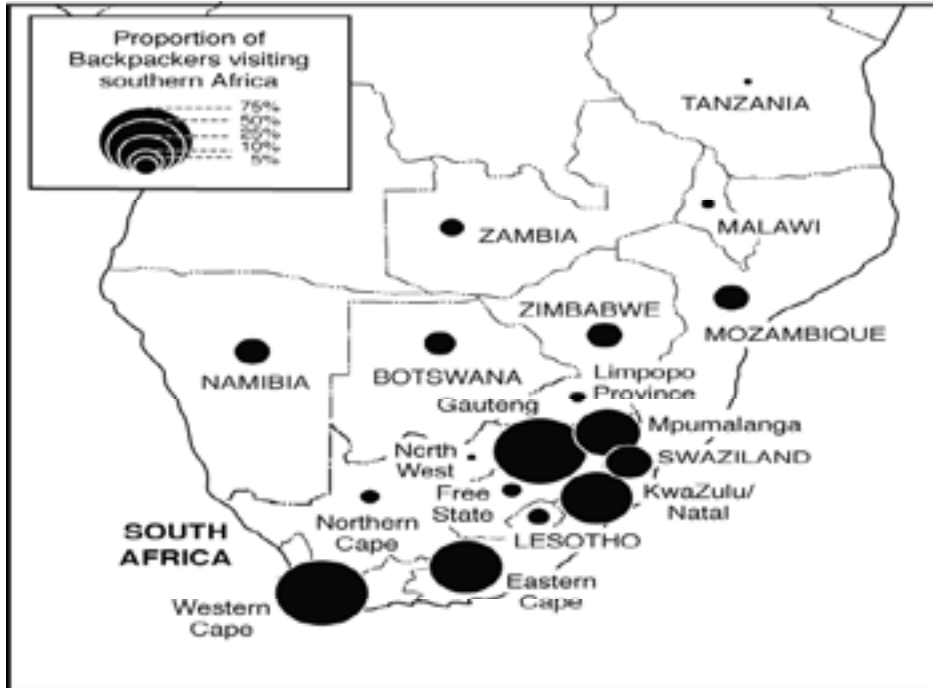 Proportion of
Backpackers visiting
southern Africa
75%
50%
25%
10%
5%
TANZANIA
MALAWI
ZAMBIA
ZIMBABWE
MOZAMBIQUE
NAMIBIA
BOTSWANA
Limpopo
Province
Gauteng
Mpumalanga
North
West
SWAZILAND
KwaZulu/
Natal
Free
State
Northern
Cape
LESOTHO
SOUTH
AFRICA
Eastern
Cape
Western
Cape